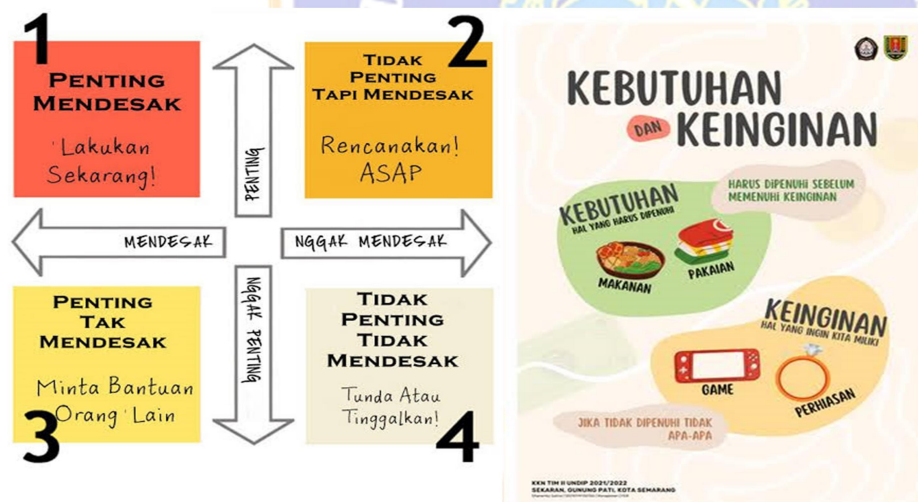 1
PENTING
MENDESAK
Lakukan
Sekarang!
2
TIDAK
PENTING
TAPI MENDESAK
Rencanakan!
ASAP
PENTING
MENDESAK
NGGAK MENDESAK
NGGAK PENTING
PENTING
TAK
MENDESAK
Minta Bantuan
Orang Lain
3
TIDAK
PENTING
TIDAK
MENDESAK
Tunda Atau
Tinggalkan!
4
KEBUTUHAN
DAN KEINGINAN
KEBUTUHAN
HAL YANG HARUS DIPENUHI
HARUS DIPENUHI SEBELUM
MEMENUHI KEINGINAN
MAKANAN
PAKAIAN
KEINGINAN
HAL YANG INGIN KITA MILIKI
GAME
PERHIASAN
JIKA TIDAK DIPENUHI TIDAK
APA-APA
KKN TIM II UNDIP 2021/2022
SEKARAN, GUNUNG PATI, KOTA SEMARANG